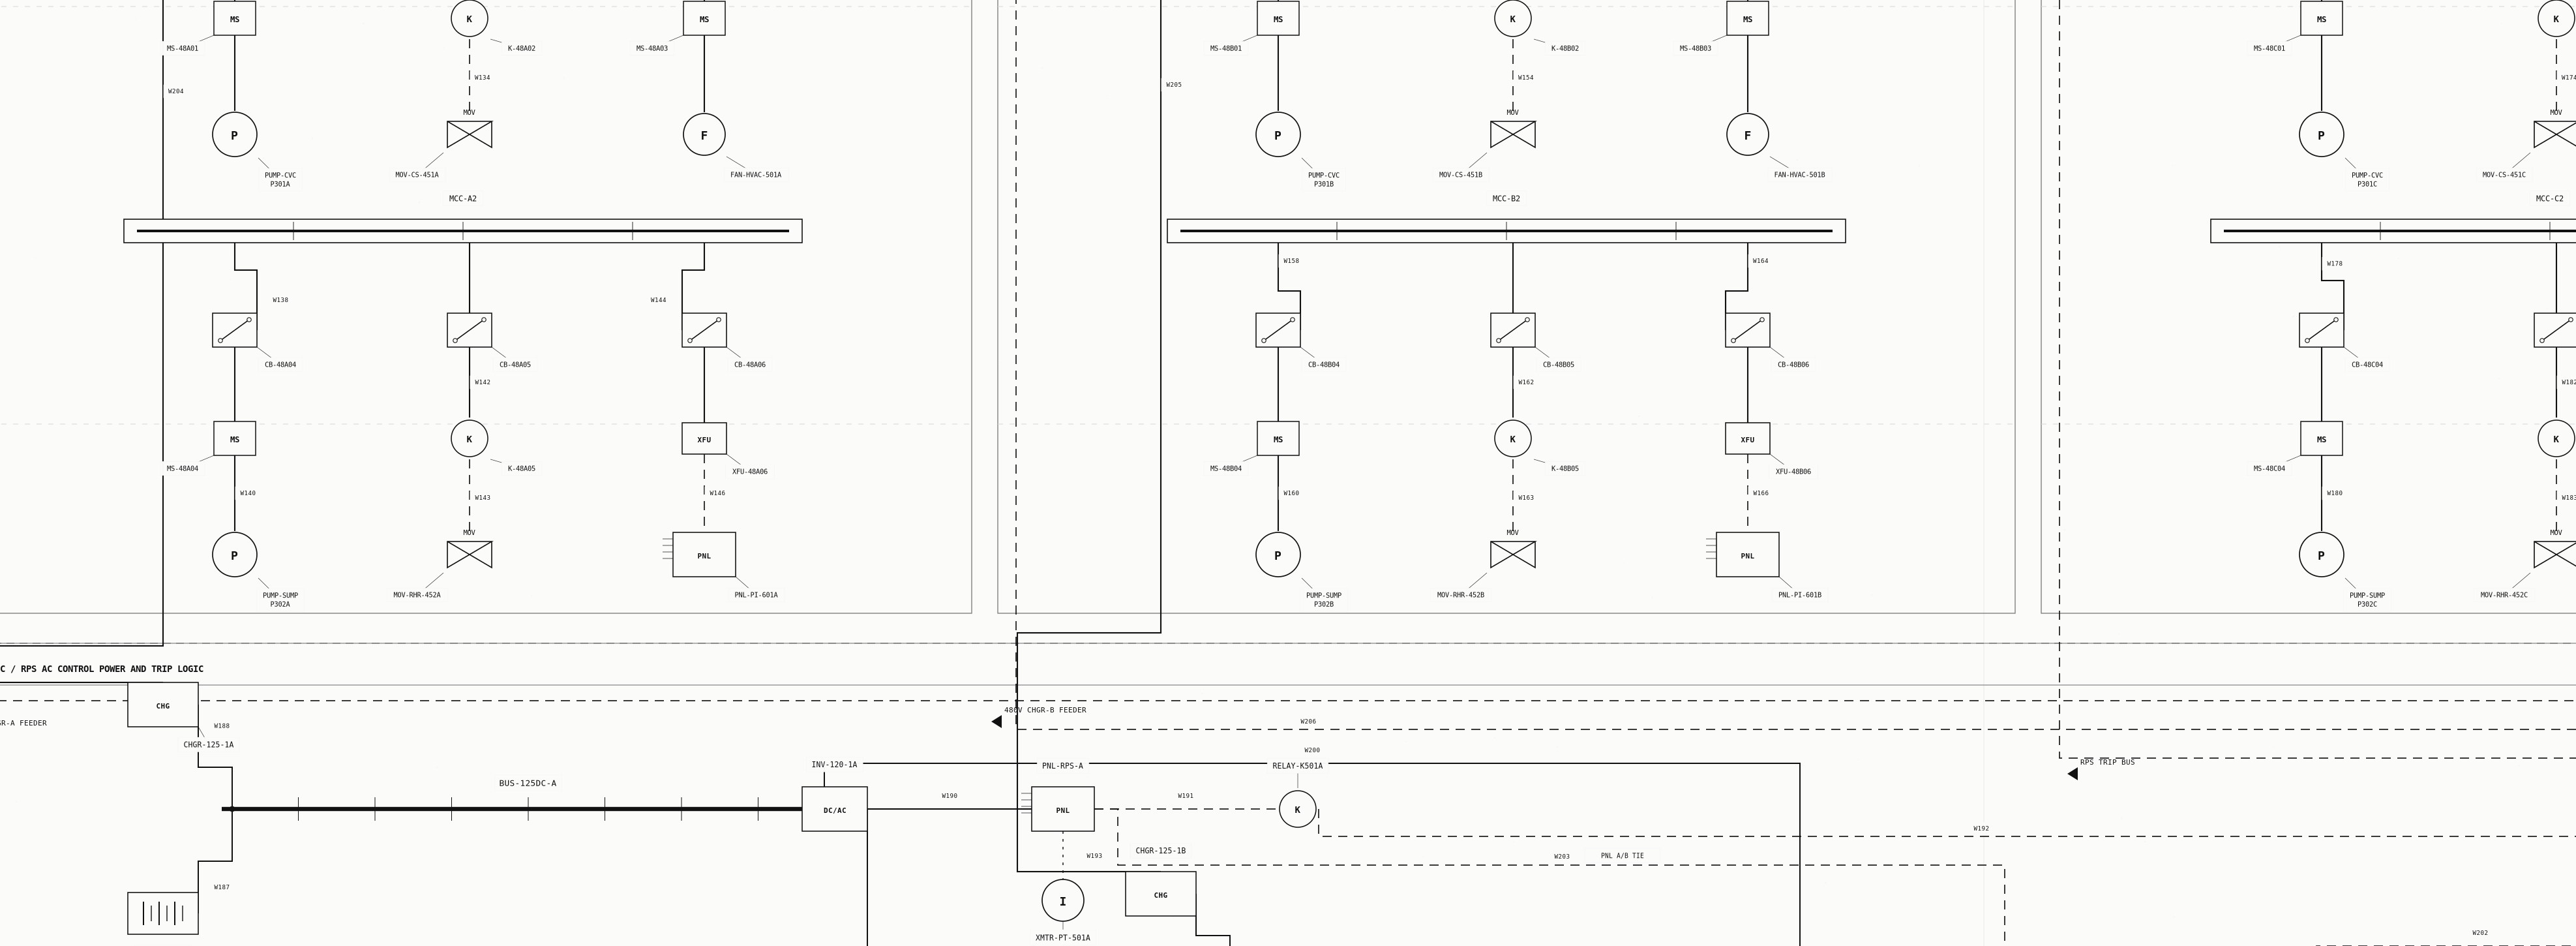 MS
K
MS
MS
K
MS
MS
K
MS-48A01
K-48A02
MS-48A03
MS-48B01
K-48B02
MS-48B03
MS-48C01
W134
W154
W174
W204
W205
MOV
MOV
MOV
P
F
P
F
P
PUMP-CVC
P301A
MOV-CS-451A
FAN-HVAC-501A
PUMP-CVC
P301B
MOV-CS-451B
FAN-HVAC-501B
PUMP-CVC
P301C
MOV-CS-451C
MCC-A2
MCC-B2
MCC-C2
W158
W164
W178
W138
W144
CB-48A04
CB-48A05
CB-48A06
CB-48B04
CB-48B05
CB-48B06
CB-48C04
W142
W162
W182
MS
K
XFU
MS
K
XFU
MS
K
MS-48A04
K-48A05
XFU-48A06
MS-48B04
K-48B05
XFU-48B06
MS-48C04
W140
W143
W146
W160
W163
W166
W180
W183
MOV
MOV
MOV
P
PNL
P
PNL
P
PUMP-SUMP
P302A
MOV-RHR-452A
PNL-PI-601A
PUMP-SUMP
P302B
MOV-RHR-452B
PNL-PI-601B
PUMP-SUMP
P302C
MOV-RHR-452C
C / RPS AC CONTROL POWER AND TRIP LOGIC
CHG
480V CHGR-B FEEDER
GR-A FEEDER
W188
W206
CHGR-125-1A
W200
RPS TRIP BUS
INV-120-1A
PNL-RPS-A
RELAY-K501A
BUS-125DC-A
W190
W191
DC/AC
PNL
K
W192
CHGR-125-1B
W193
W203
PNL A/B TIE
W187
CHG
I
XMTR-PT-501A
W202